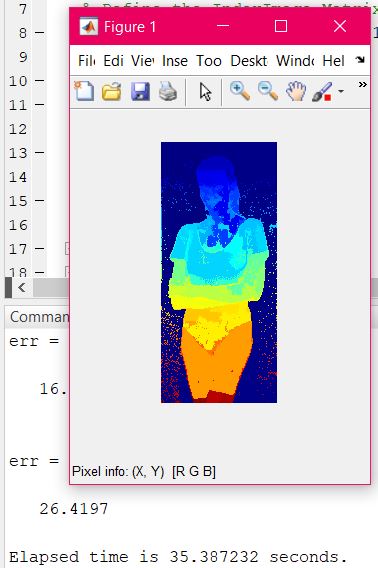 7
% Define the IndexImage Matrix
8
Figure 1
9
File Edi Viev Inse Too Deskt Windo Hel
10
11
12
13
14
15
16
17
18
Comman
err =
16.
err =
Pixel info: (X, Y) [R G B]
26.4197
Elapsed time is 35.387232 seconds.